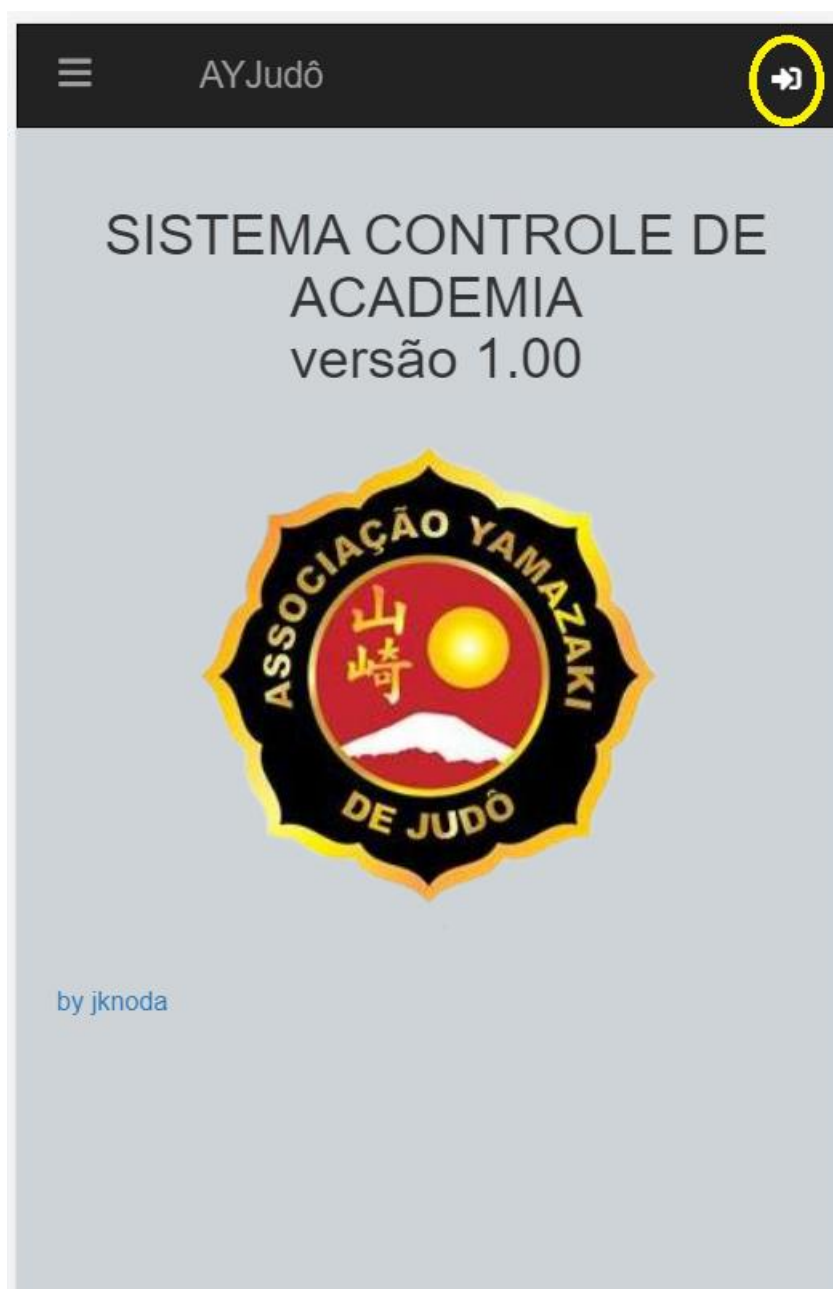 AYJudô
SISTEMA CONTROLE DE
ACADEMIA
versão 1.00
ASSOCIAÇÃO YAMAZAKI
山
崎
DE JUDÔ
by jknoda